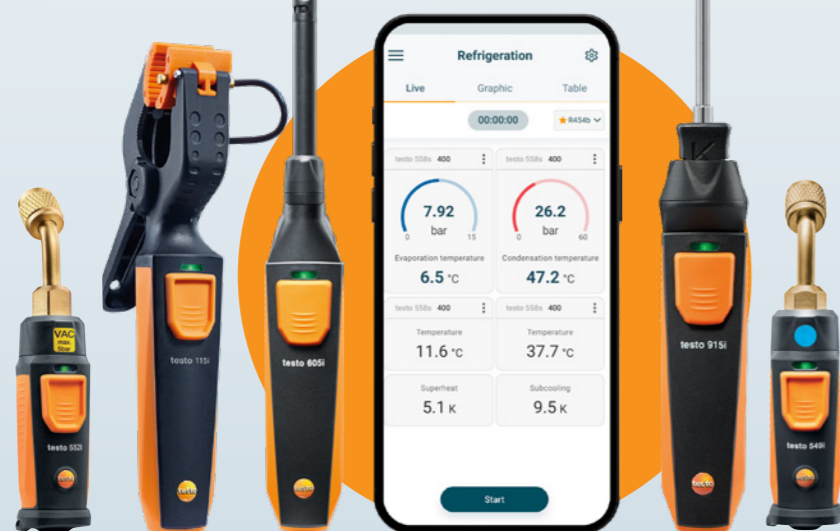 Refrigeration
Live Graphic Table
00:00:00 R454b
testo 558s 400 testo 558s 400
7.92 26.2
bar bar
0 15 0 60
Evaporation temperature Condensation temperature
6.5 °C 47.2 °C
testo 558s 400 testo 558s 400
Temperature Temperature
11.6 °C 37.7 °C
Superheat Subcooling
5.1 K 9.5 K
Start
VAC
max.
5bar
testo 552i
testo
testo 115i
testo
testo 605i
testo
testo 915i
testo
testo 549i
testo